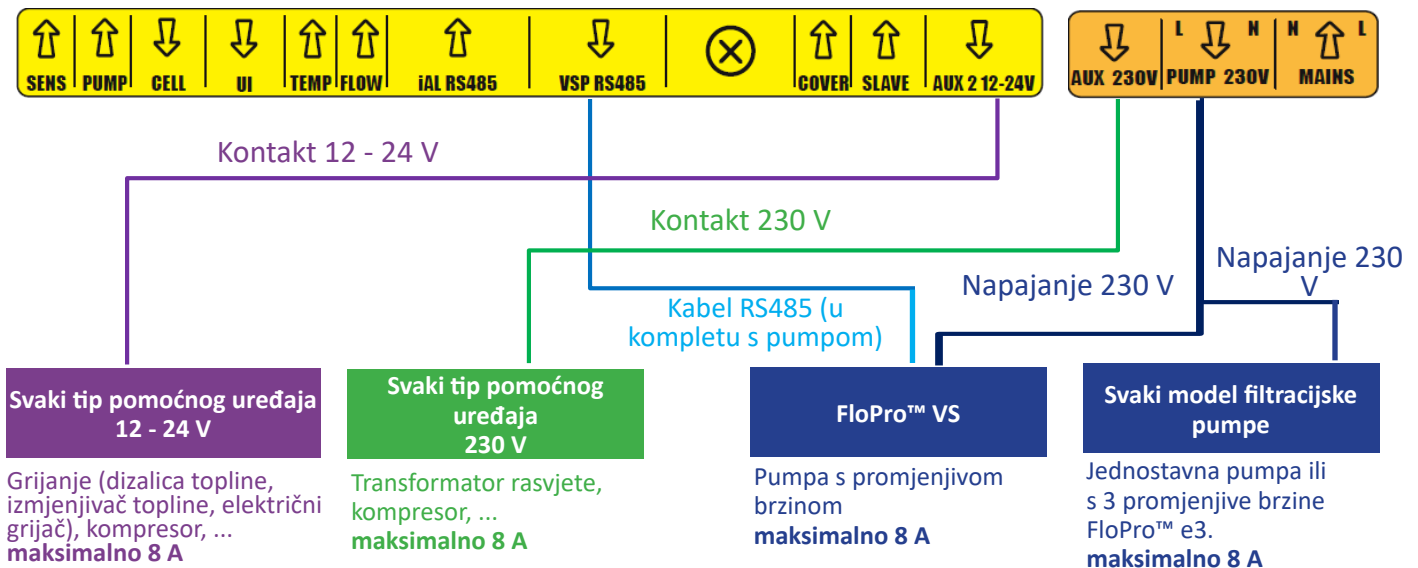 SENS PUMP CELL UI TEMP FLOW iAL RS485 VSP RS485 COVER SLAVE AUX 2 12-24V
L N N L
AUX 230V PUMP 230V MAINS
Kontakt 12 - 24 V
Kontakt 230 V
Kabel RS485 (u
kompletu s pumpom)
Napajanje 230 V
Napajanje 230
V
Svaki tip pomoćnog uređaja
12 - 24 V
Grijanje (dizalica topline,
izmjenjivač topline, električni
grijač), kompresor, ...
maksimalno 8 A
Svaki tip pomoćnog
uređaja
230 V
Transformator rasvjete,
kompresor, ...
maksimalno 8 A
FloPro™ VS
Pumpa s promjenjivom
brzinom
maksimalno 8 A
Svaki model filtracijske
pumpe
Jednostavna pumpa ili
s 3 promjenjive brzine
FloPro™ e3.
maksimalno 8 A